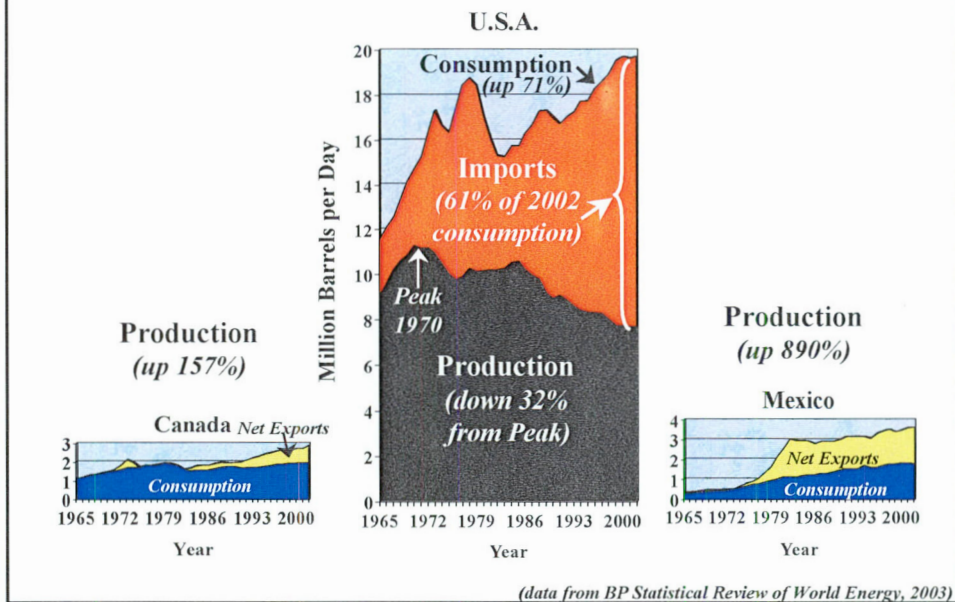 U.S.A.
20
18
16
14
12
10
8
6
4
2
0
Million Barrels per Day
Consumption
(up 71%)
Imports
(61% of 2002
consumption)
Peak
1970
Production
(down 32%
from Peak)
1965 1972 1979 1986 1993 2000
Year
Production
(up 157%)
Canada Net Exports
3
2
1
0
Consumption
1965 1972 1979 1986 1993 2000
Year
Production
(up 890%)
Mexico
4
3
2
1
0
Net Exports
Consumption
1965 1972 1979 1986 1993 2000
Year
(data from BP Statistical Review of World Energy, 2003)